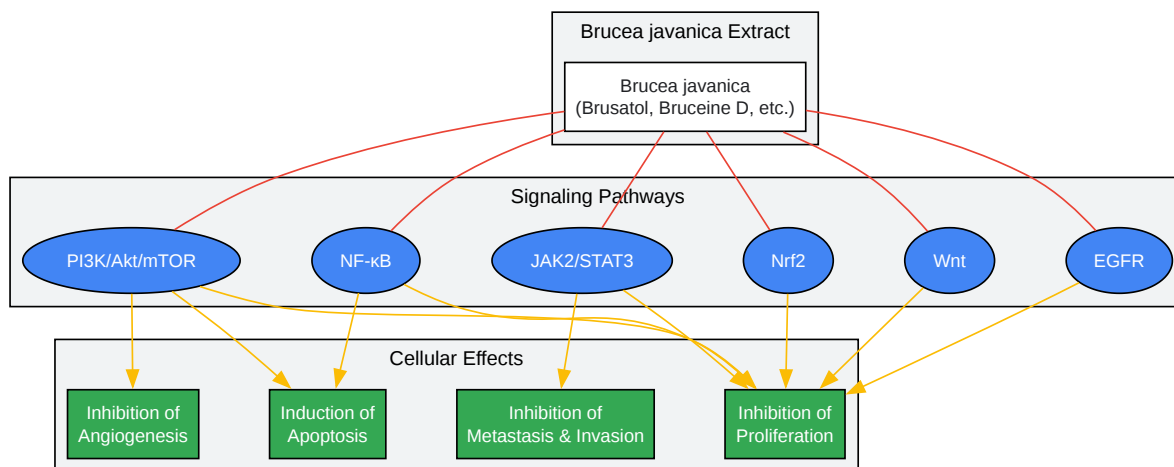 Brucea javanica Extract
Brucea javanica
(Brusatol, Bruceine D, etc.)
Signaling Pathways
PI3K/Akt/mTOR
NF-κB
JAK2/STAT3
Nrf2
Wnt
EGFR
Cellular Effects
Inhibition of
Angiogenesis
Induction of
Apoptosis
Inhibition of
Metastasis & Invasion
Inhibition of
Proliferation